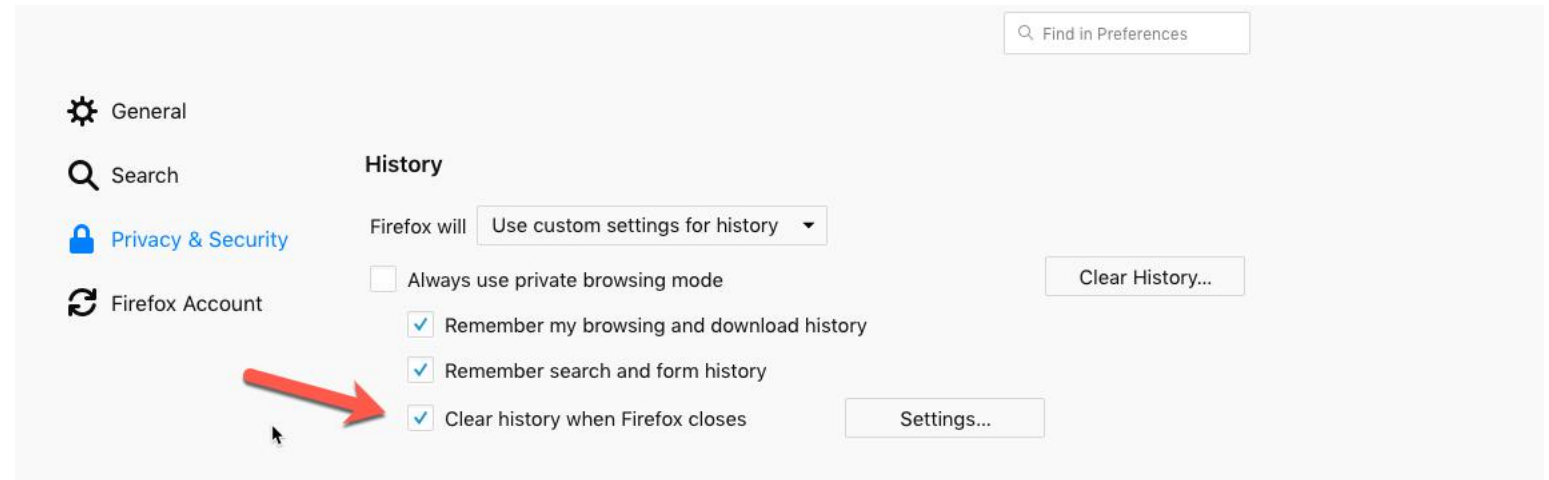 Find in Preferences
General
Search
Privacy & Security
Firefox Account
History
Firefox will Use custom settings for history
Always use private browsing mode
Clear History...
Remember my browsing and download history
Remember search and form history
Clear history when Firefox closes
Settings...